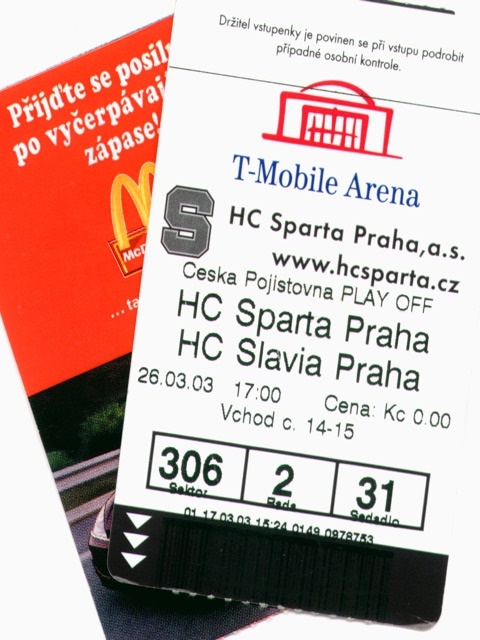 Přijďte se posil
po vyčerpávaj
zápase!
McD
... ta
Držitel vstupenky je povinen se při vstupu podrobit
případné osobní kontrole.
T-Mobile Arena
S
HC Sparta Praha,a.s.
www.hcsparta.cz
Ceska Pojistovna PLAY OFF
HC Sparta Praha
HC Slavia Praha
26.03.03 17:00 Cena: Kc 0.00
Vchod c. 14-15
306 2 31
Sektor Rada Sedadlo
01 17.03.03 15:24 0149 0978753